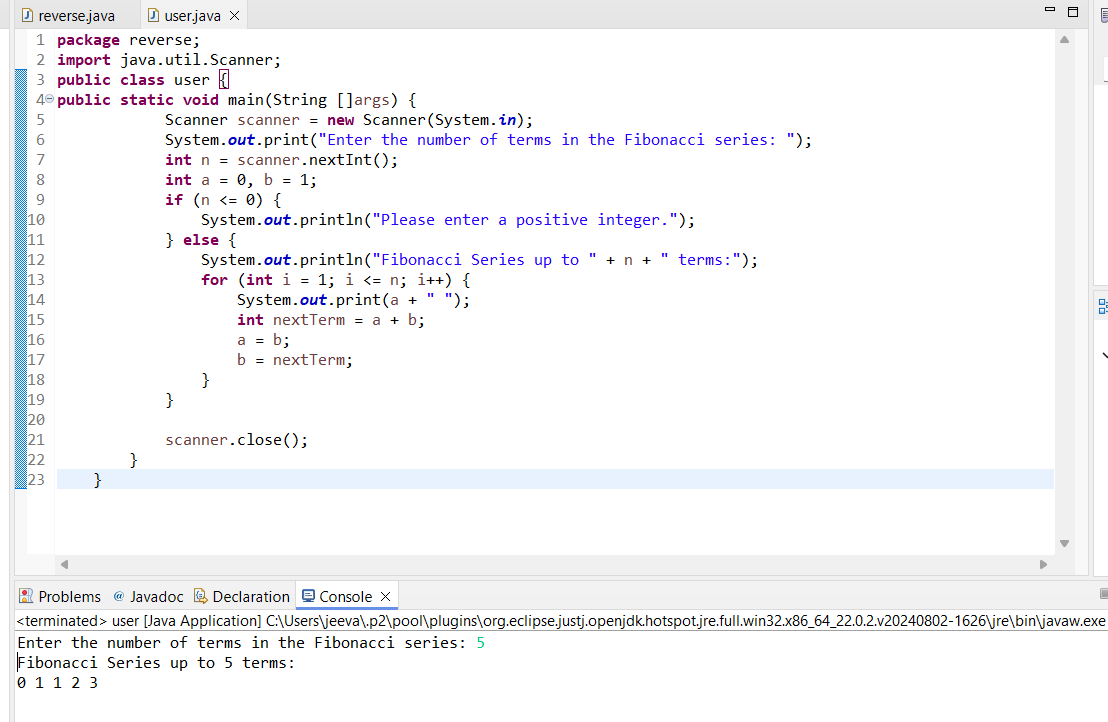 reverse.java user.java
1 package reverse;
2 import java.util.Scanner;
3 public class user {
4 public static void main(String []args) {
5 Scanner scanner = new Scanner(System.in);
6 System.out.print("Enter the number of terms in the Fibonacci series: ");
7 int n = scanner.nextInt();
8 int a = 0, b = 1;
9 if (n <= 0) {
10 System.out.println("Please enter a positive integer.");
11 } else {
12 System.out.println("Fibonacci Series up to " + n + " terms:");
13 for (int i = 1; i <= n; i++) {
14 System.out.print(a + " ");
15 int nextTerm = a + b;
16 a = b;
17 b = nextTerm;
18 }
19 }
20
21 scanner.close();
22 }
23 }
Problems @ Javadoc Declaration Console
<terminated> user [Java Application] C:\Users\jeeva\.p2\pool\plugins\org.eclipse.justj.openjdk.hotspot.jre.full.win32.x86_64_22.0.2.v20240802-1626\jre\bin\javaw.exe
Enter the number of terms in the Fibonacci series: 5
Fibonacci Series up to 5 terms:
0 1 1 2 3